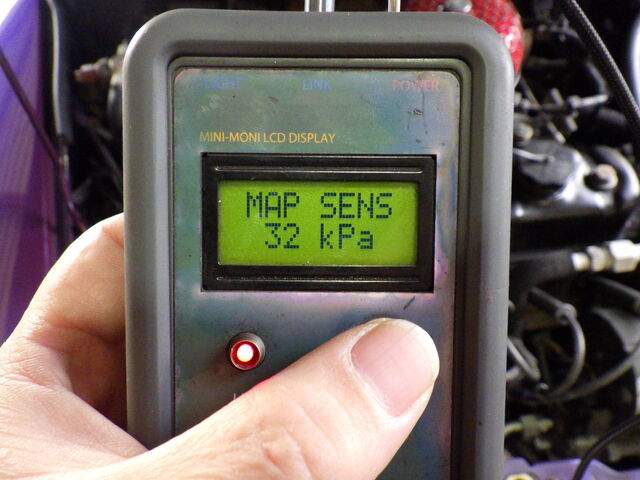 LIGHT LINK POWER
MINI-MONI LCD DISPLAY
MAP SENS
32 kPa